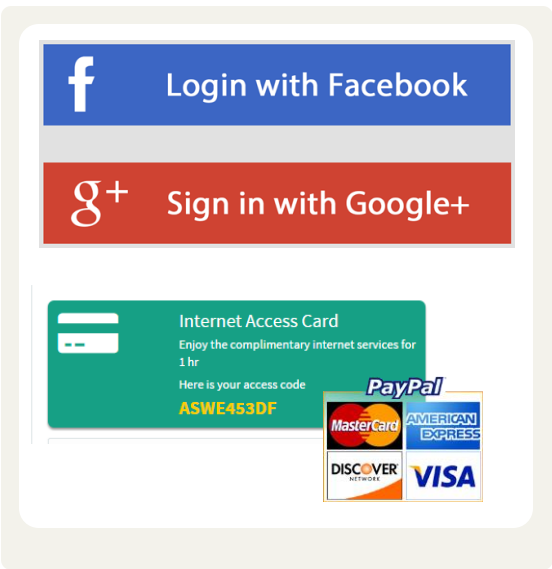 f Login with Facebook
g+ Sign in with Google+
Internet Access Card
Enjoy the complimentary internet services for
1 hr
Here is your access code
ASWE453DF
PayPal
MasterCard AMERICAN
EXPRESS
DISCOVER VISA
NETWORK